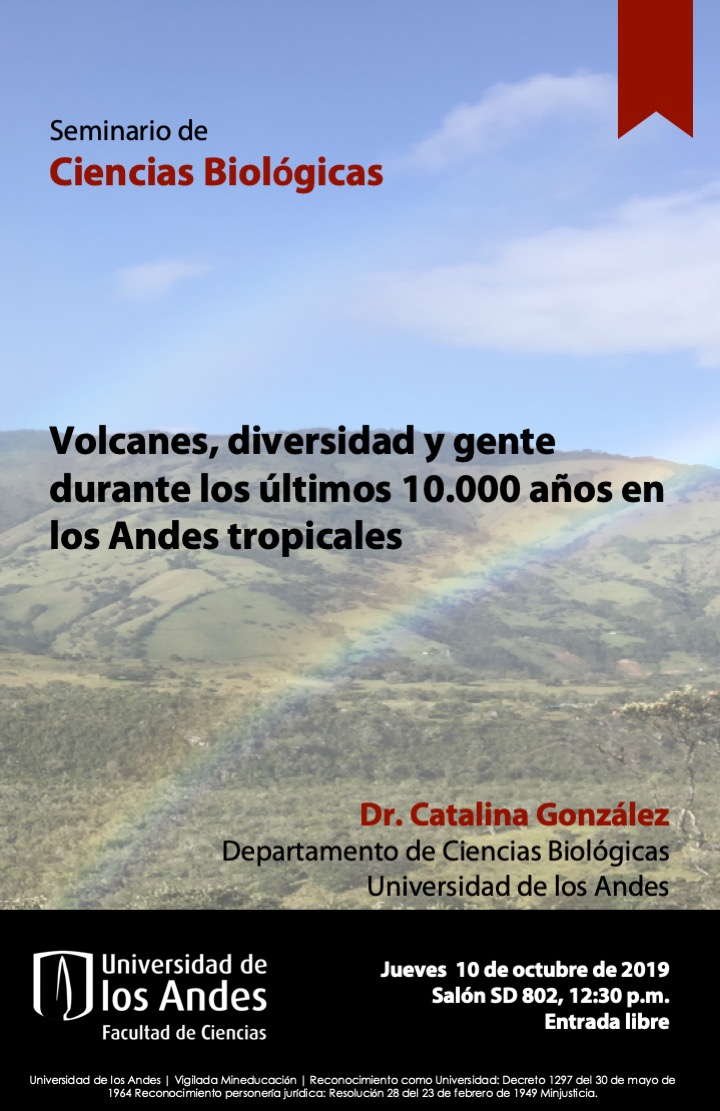 Seminario de
Ciencias Biológicas
Volcanes, diversidad y gente
durante los últimos 10.000 años en
los Andes tropicales
Dr. Catalina González
Departamento de Ciencias Biológicas
Universidad de los Andes
Universidad de
los Andes
Facultad de Ciencias
Jueves  10 de octubre de 2019
Salón SD 802, 12:30 p.m.
Entrada libre
Universidad de los Andes | Vigilada Mineducación | Reconocimiento como Universidad: Decreto 1297 del 30 de mayo de
1964 Reconocimiento personería jurídica: Resolución 28 del 23 de febrero de 1949 Minjusticia.